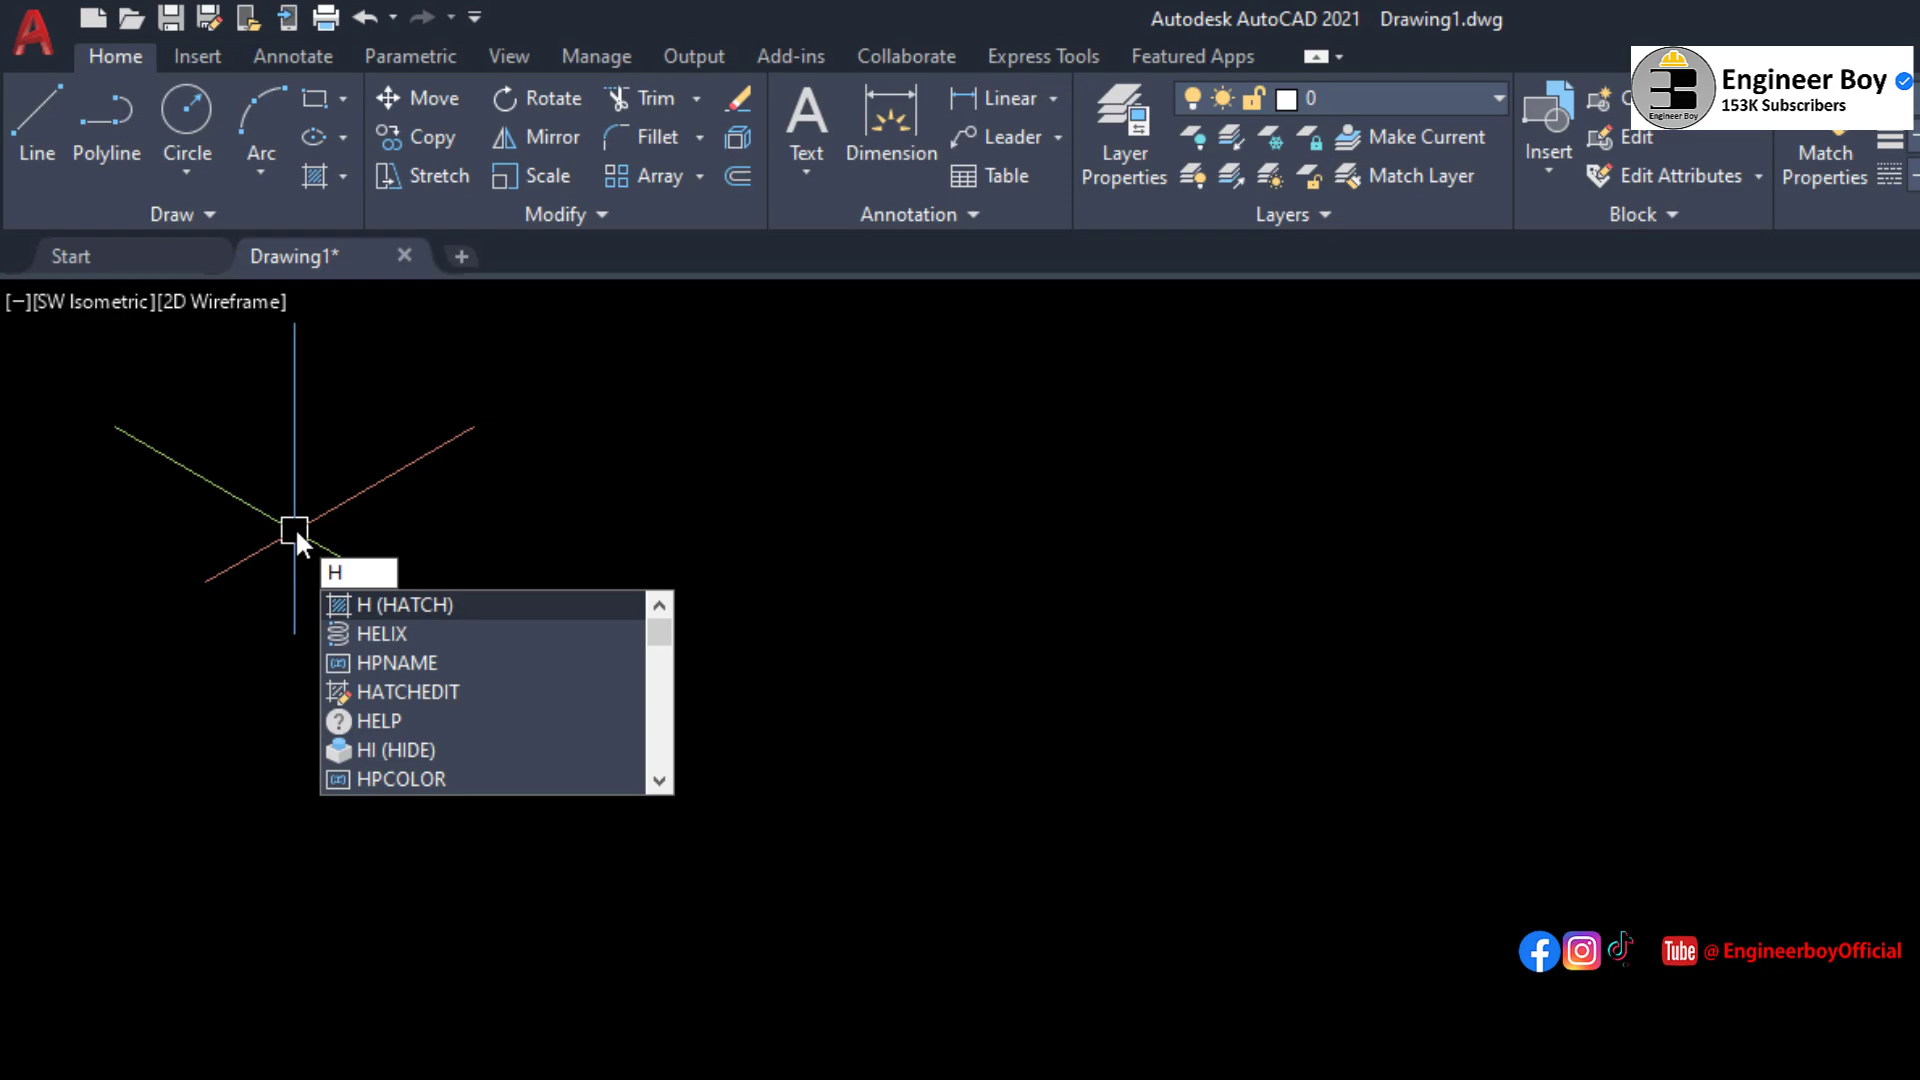 Autodesk AutoCAD 2021 Drawing1.dwg
Home Insert Annotate Parametric View Manage Output Add-ins Collaborate Express Tools Featured Apps
Engineer Boy
153K Subscribers
Engineer Boy
Line Polyline Circle Arc
Move Rotate Trim
Copy Mirror Fillet
Stretch Scale Array
Text Dimension
Linear
Leader
Table
Layer Properties
0
Make Current
Match Layer
Insert
Edit
Edit Attributes
Match Properties
Draw Modify Annotation Layers Block
Start Drawing1*
[−][SW Isometric][2D Wireframe]
H
H (HATCH)
HELIX
HPNAME
HATCHEDIT
HELP
HI (HIDE)
HPCOLOR
Tube @ EngineerboyOfficial